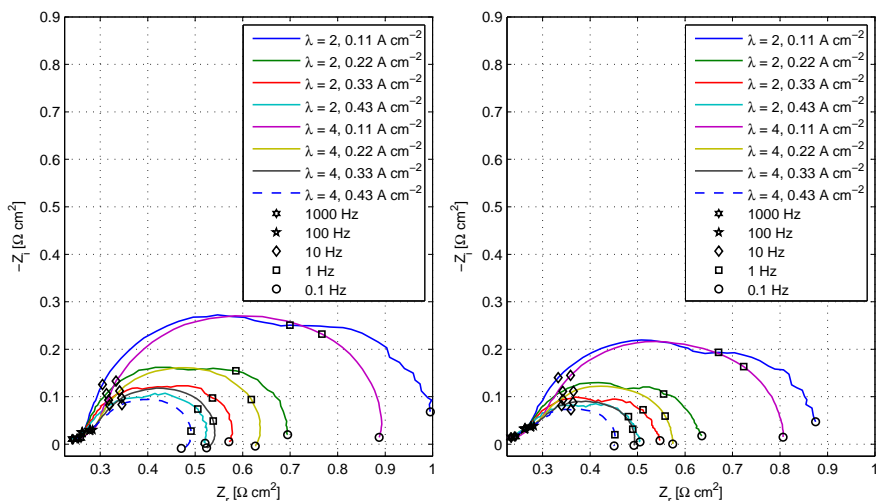 0.9
0.8
0.7
0.6
0.5
0.4
0.3
0.2
0.1
0
−Z_i [Ω cm²]
0.3 0.4 0.5 0.6 0.7 0.8 0.9 1
Z_r [Ω cm²]
λ = 2, 0.11 A cm⁻²
λ = 2, 0.22 A cm⁻²
λ = 2, 0.33 A cm⁻²
λ = 2, 0.43 A cm⁻²
λ = 4, 0.11 A cm⁻²
λ = 4, 0.22 A cm⁻²
λ = 4, 0.33 A cm⁻²
λ = 4, 0.43 A cm⁻²
1000 Hz
100 Hz
10 Hz
1 Hz
0.1 Hz
0.9
0.8
0.7
0.6
0.5
0.4
0.3
0.2
0.1
0
−Z_i [Ω cm²]
0.3 0.4 0.5 0.6 0.7 0.8 0.9 1
Z_r [Ω cm²]
λ = 2, 0.11 A cm⁻²
λ = 2, 0.22 A cm⁻²
λ = 2, 0.33 A cm⁻²
λ = 2, 0.43 A cm⁻²
λ = 4, 0.11 A cm⁻²
λ = 4, 0.22 A cm⁻²
λ = 4, 0.33 A cm⁻²
λ = 4, 0.43 A cm⁻²
1000 Hz
100 Hz
10 Hz
1 Hz
0.1 Hz